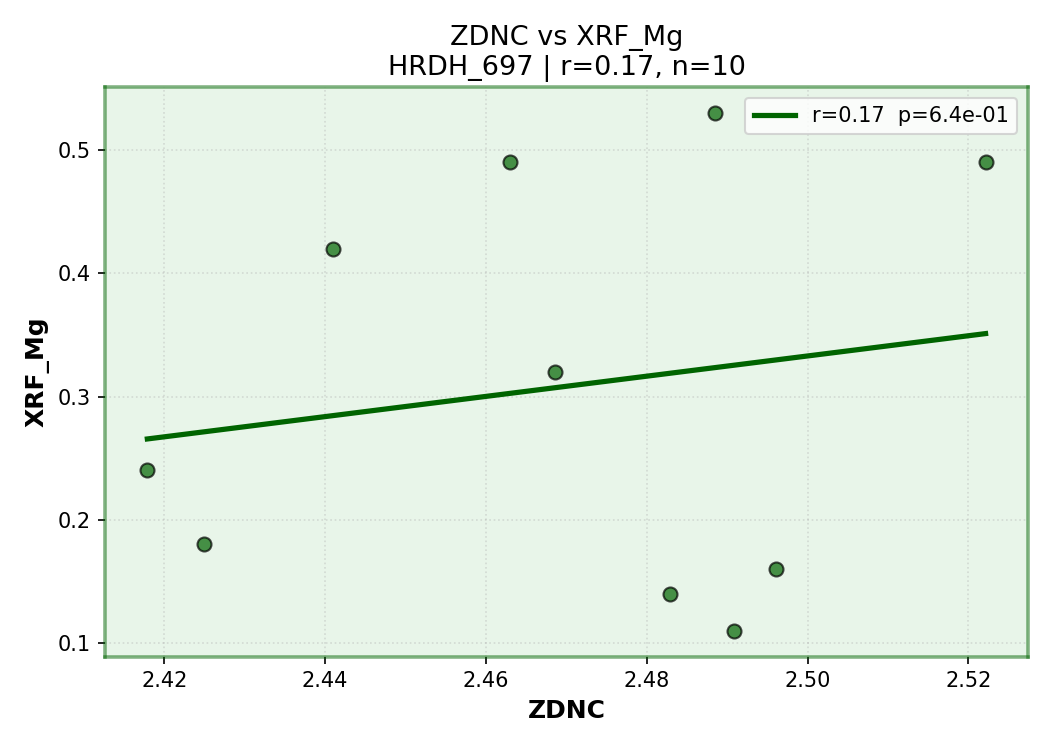 ZDNC vs XRF_Mg
HRDH_697 | r=0.17, n=10
r=0.17  p=6.4e-01
XRF_Mg
0.5
0.4
0.3
0.2
0.1
2.42 2.44 2.46 2.48 2.50 2.52
ZDNC